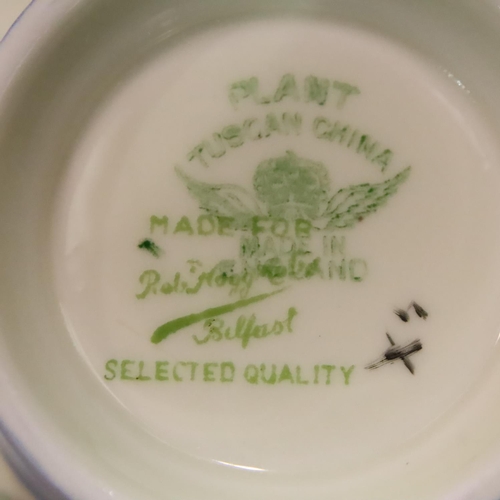 PLANT
TUSCAN CHINA
MADE FOR
MADE IN
ENGLAND
Belfast
SELECTED QUALITY